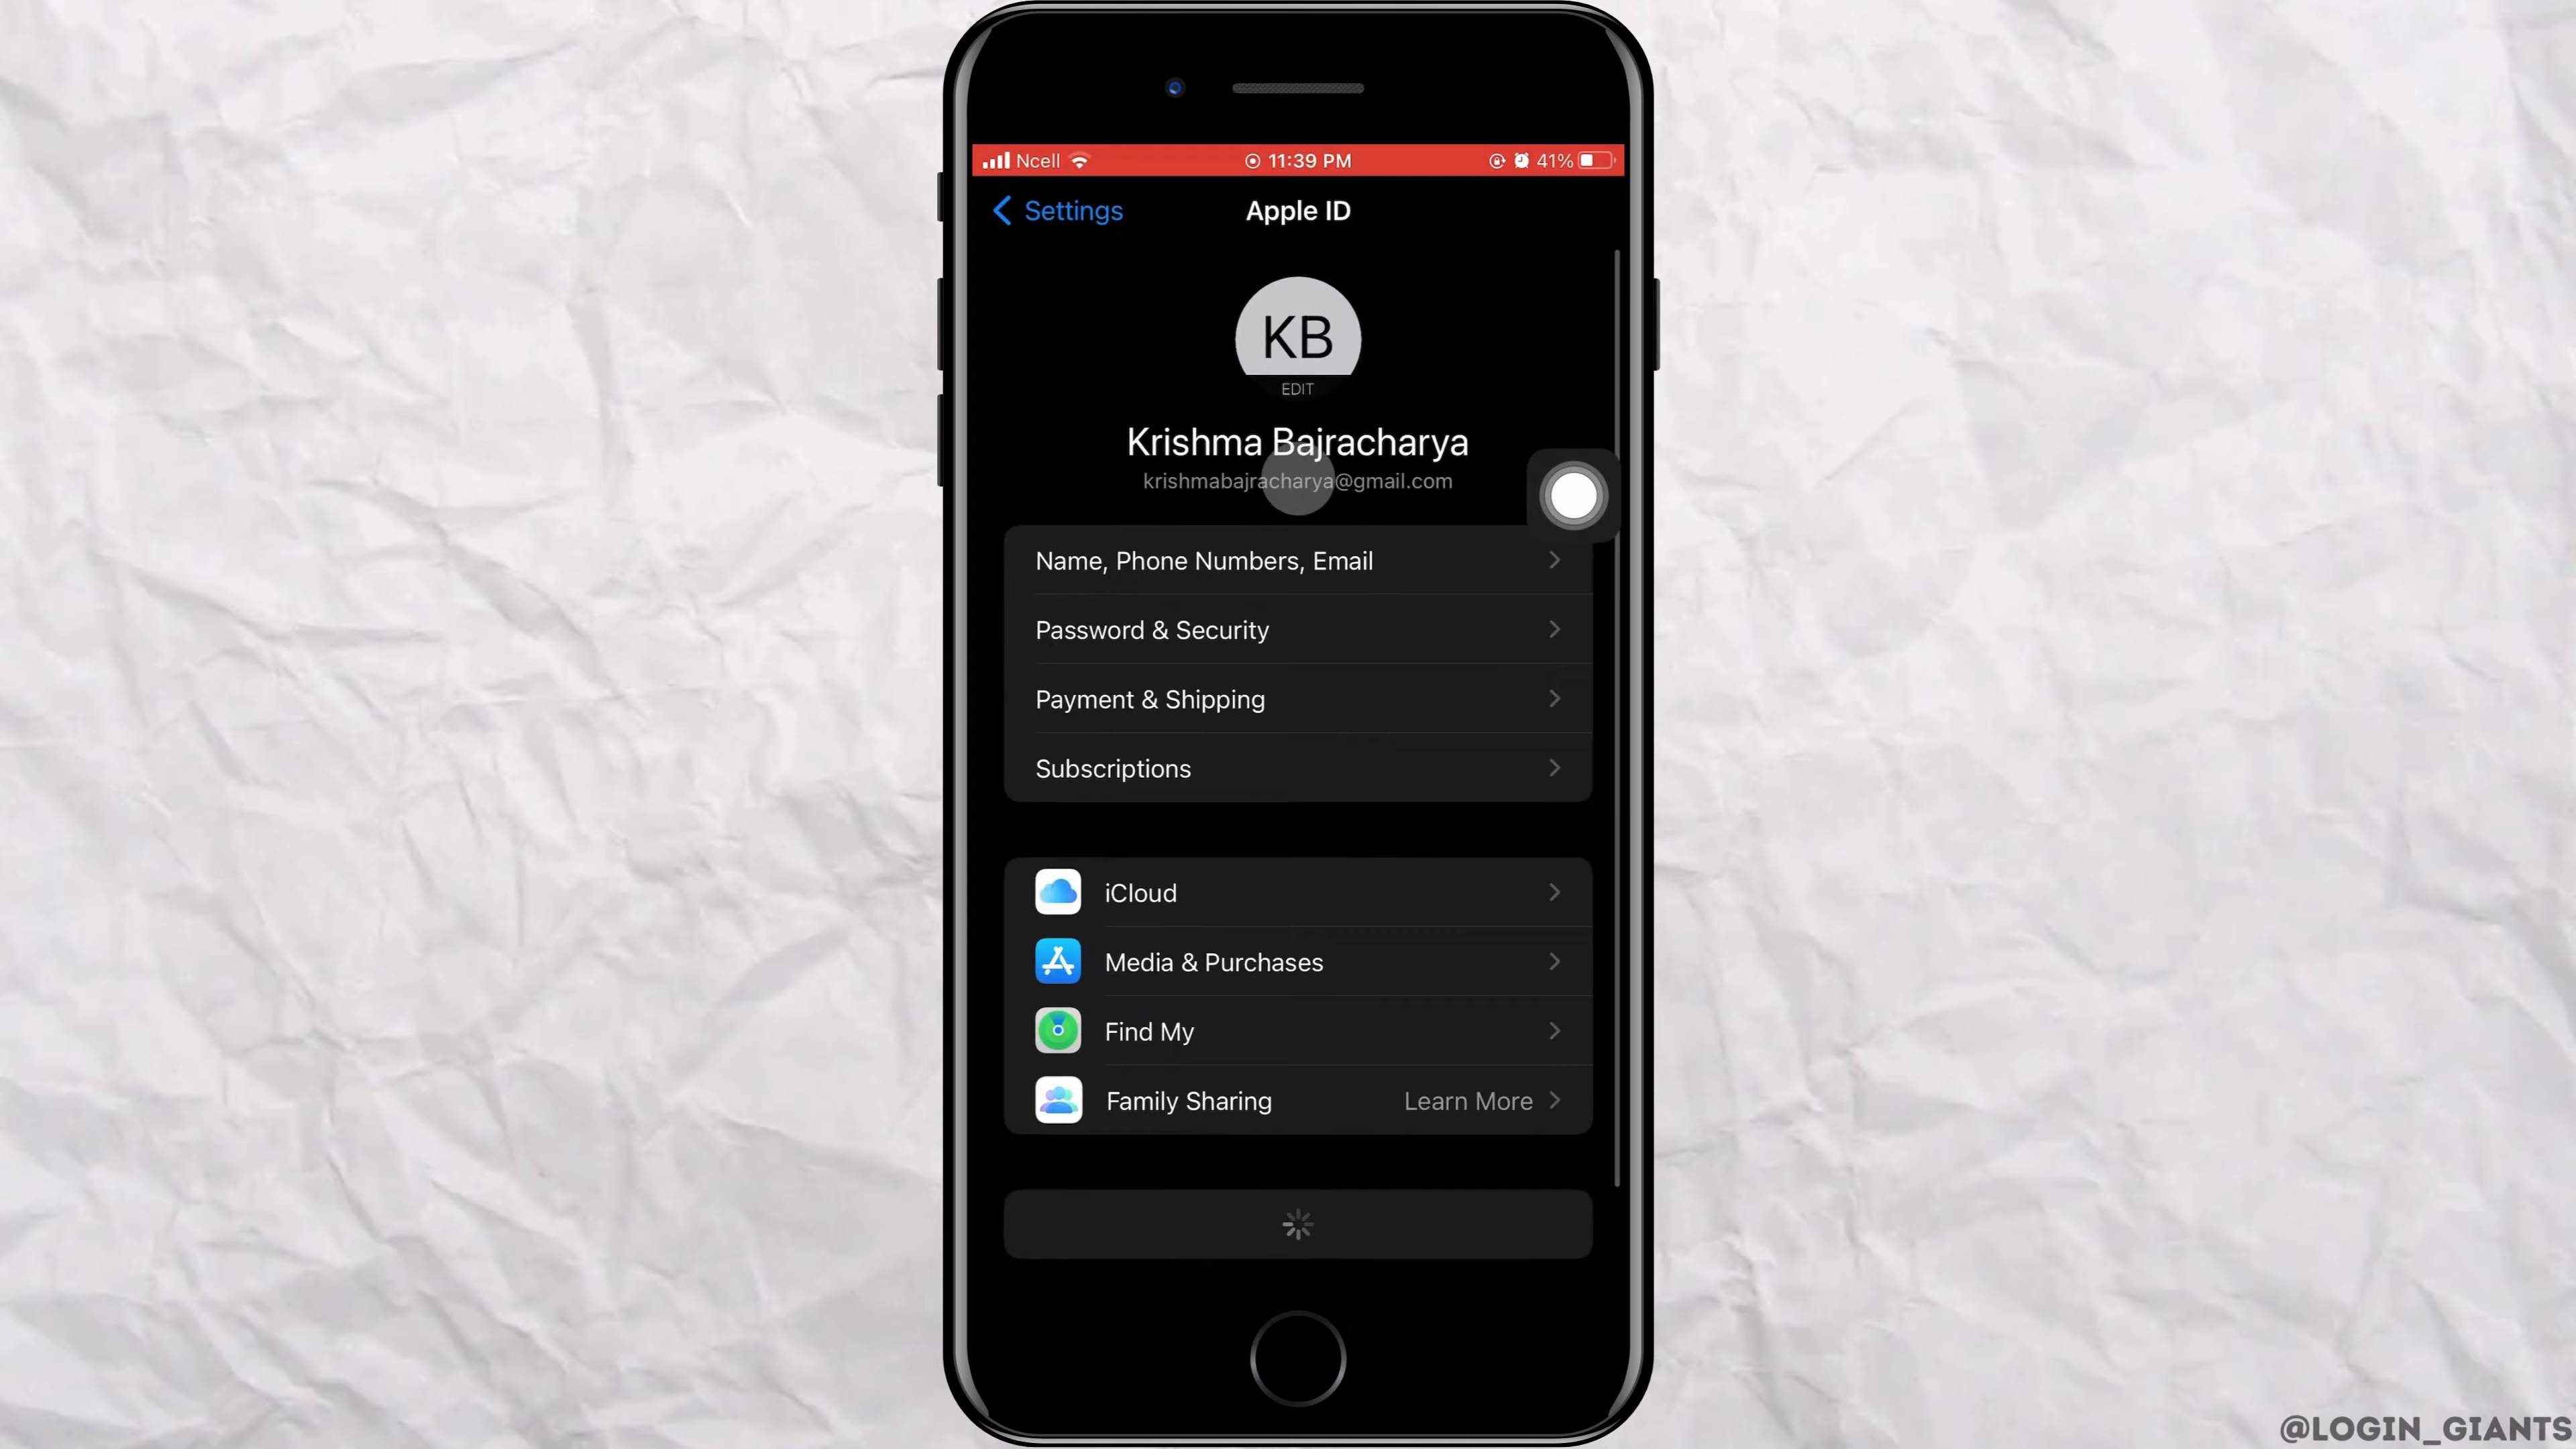 Ncell 11:39 PM 41%
Settings Apple ID
KB
EDIT
Krishma Bajracharya
krishmabajracharya@gmail.com
Name, Phone Numbers, Email
Password & Security
Payment & Shipping
Subscriptions
iCloud
Media & Purchases
Find My
Family Sharing Learn More
@LOGIN_GIANTS